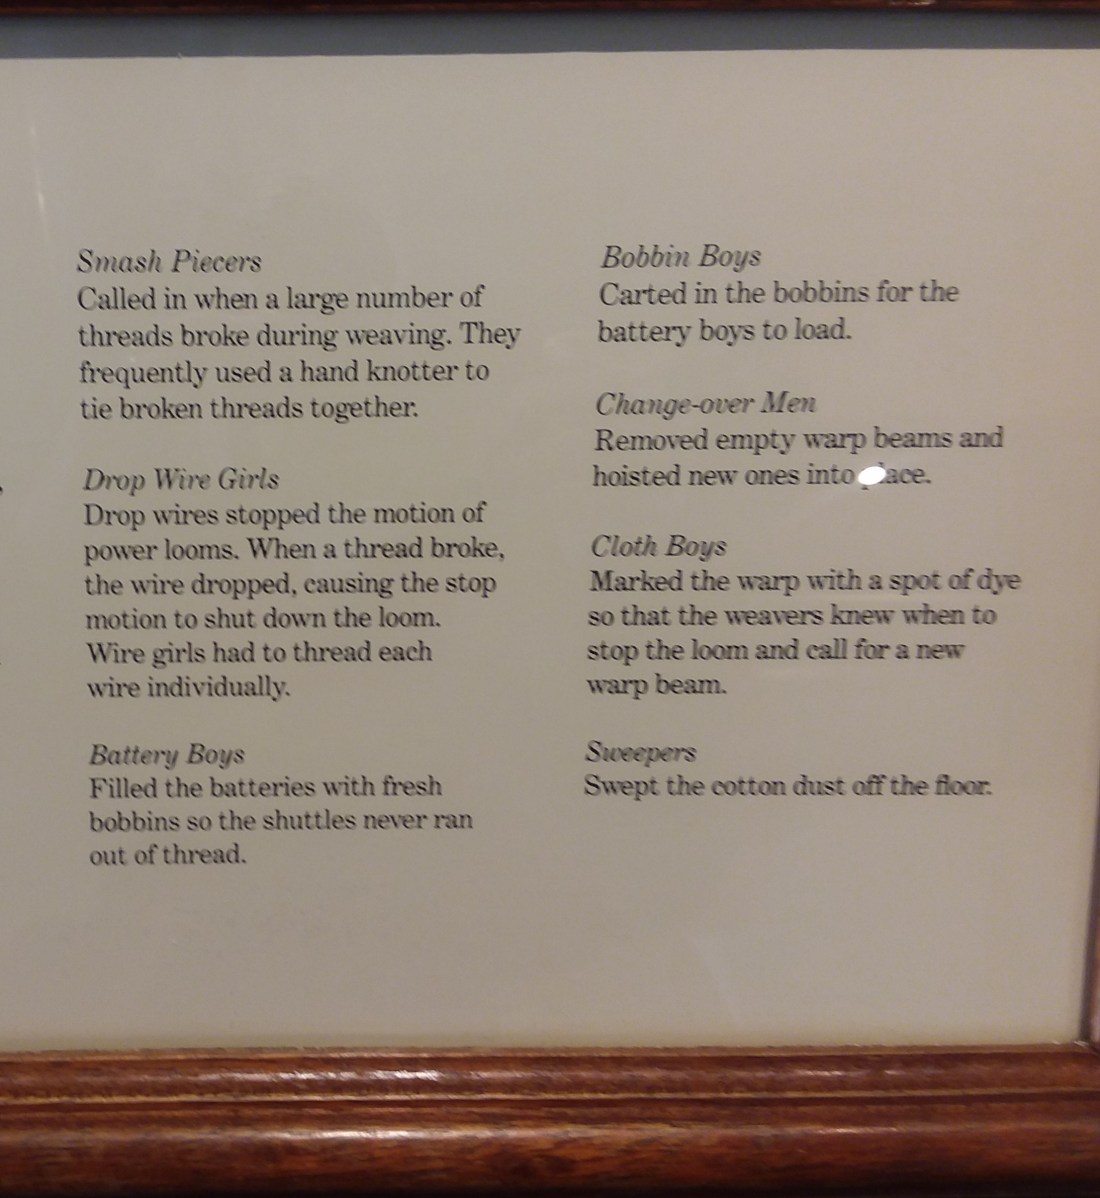 Smash Piecers
Called in when a large number of
threads broke during weaving. They
frequently used a hand knotter to
tie broken threads together.
Drop Wire Girls
Drop wires stopped the motion of
power looms. When a thread broke,
the wire dropped, causing the stop
motion to shut down the loom.
Wire girls had to thread each
wire individually.
Battery Boys
Filled the batteries with fresh
bobbins so the shuttles never ran
out of thread.
Bobbin Boys
Carted in the bobbins for the
battery boys to load.
Change-over Men
Removed empty warp beams and
hoisted new ones into place.
Cloth Boys
Marked the warp with a spot of dye
so that the weavers knew when to
stop the loom and call for a new
warp beam.
Sweepers
Swept the cotton dust off the floor.